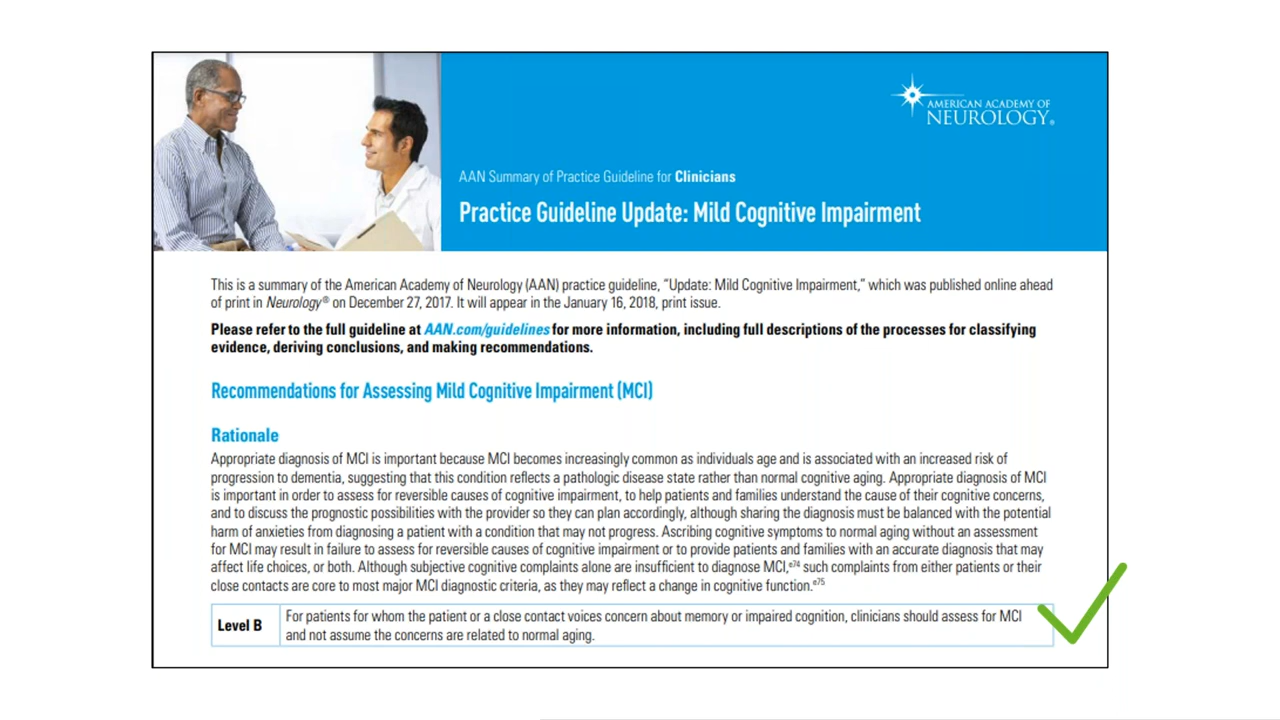 AMERICAN ACADEMY OF
NEUROLOGY®
AAN Summary of Practice Guideline for Clinicians
Practice Guideline Update: Mild Cognitive Impairment
This is a summary of the American Academy of Neurology (AAN) practice guideline, “Update: Mild Cognitive Impairment,” which was published online ahead
of print in Neurology® on December 27, 2017. It will appear in the January 16, 2018, print issue.
Please refer to the full guideline at AAN.com/guidelines for more information, including full descriptions of the processes for classifying
evidence, deriving conclusions, and making recommendations.
Recommendations for Assessing Mild Cognitive Impairment (MCI)
Rationale
Appropriate diagnosis of MCI is important because MCI becomes increasingly common as individuals age and is associated with an increased risk of
progression to dementia, suggesting that this condition reflects a pathologic disease state rather than normal cognitive aging. Appropriate diagnosis of MCI
is important in order to assess for reversible causes of cognitive impairment, to help patients and families understand the cause of their cognitive concerns,
and to discuss the prognostic possibilities with the provider so they can plan accordingly, although sharing the diagnosis must be balanced with the potential
harm of anxieties from diagnosing a patient with a condition that may not progress. Ascribing cognitive symptoms to normal aging without an assessment
for MCI may result in failure to assess for reversible causes of cognitive impairment or to provide patients and families with an accurate diagnosis that may
affect life choices, or both. Although subjective cognitive complaints alone are insufficient to diagnose MCI,e74 such complaints from either patients or their
close contacts are core to most major MCI diagnostic criteria, as they may reflect a change in cognitive function.e75
Level B
For patients for whom the patient or a close contact voices concern about memory or impaired cognition, clinicians should assess for MCI
and not assume the concerns are related to normal aging.